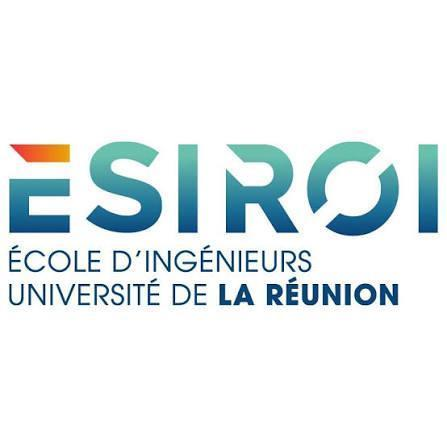 ESIROI
ÉCOLE D'INGÉNIEURS
UNIVERSITÉ DE LA RÉUNION